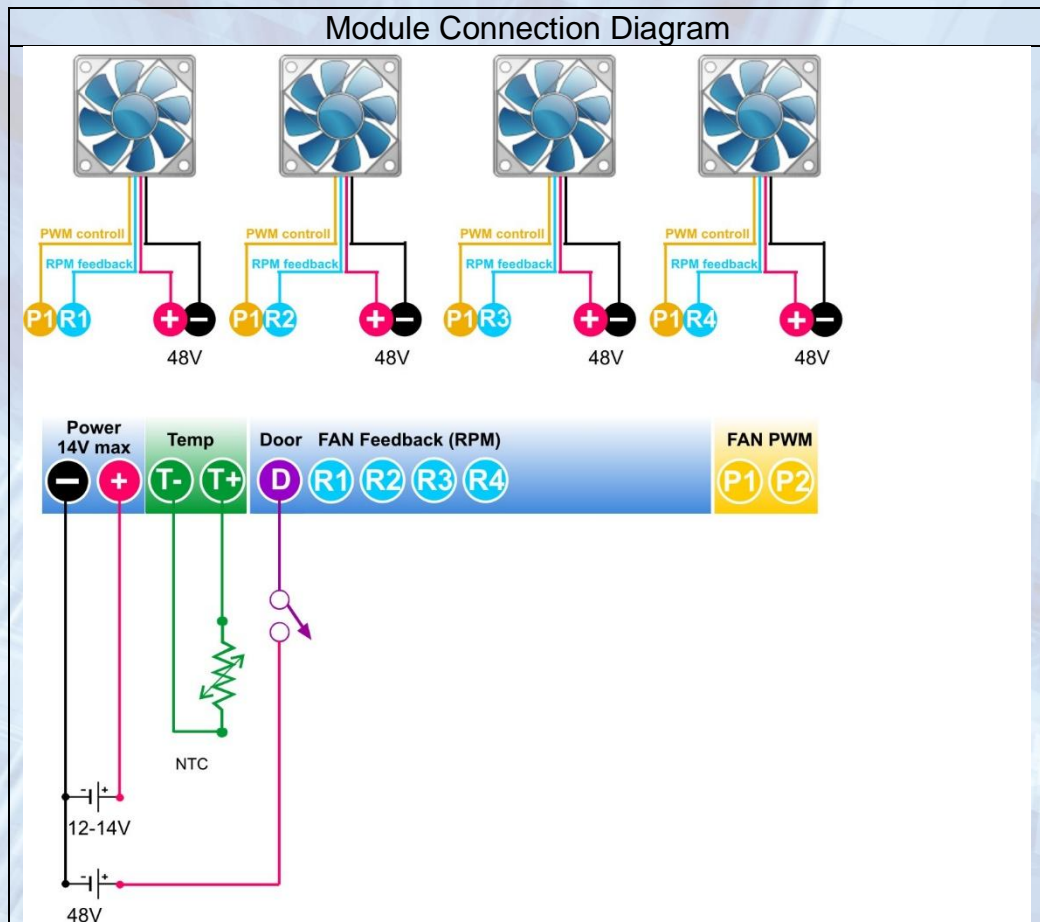 Module Connection Diagram
PWM controll PWM controll PWM controll PWM controll
RPM feedback RPM feedback RPM feedback RPM feedback
P1 R1 + − P1 R2 + − P1 R3 + − P1 R4 + −
48V 48V 48V 48V
Power
14V max Temp Door FAN Feedback (RPM) FAN PWM
− + T- T+ D R1 R2 R3 R4 P1 P2
NTC
- +
12-14V
- +
48V